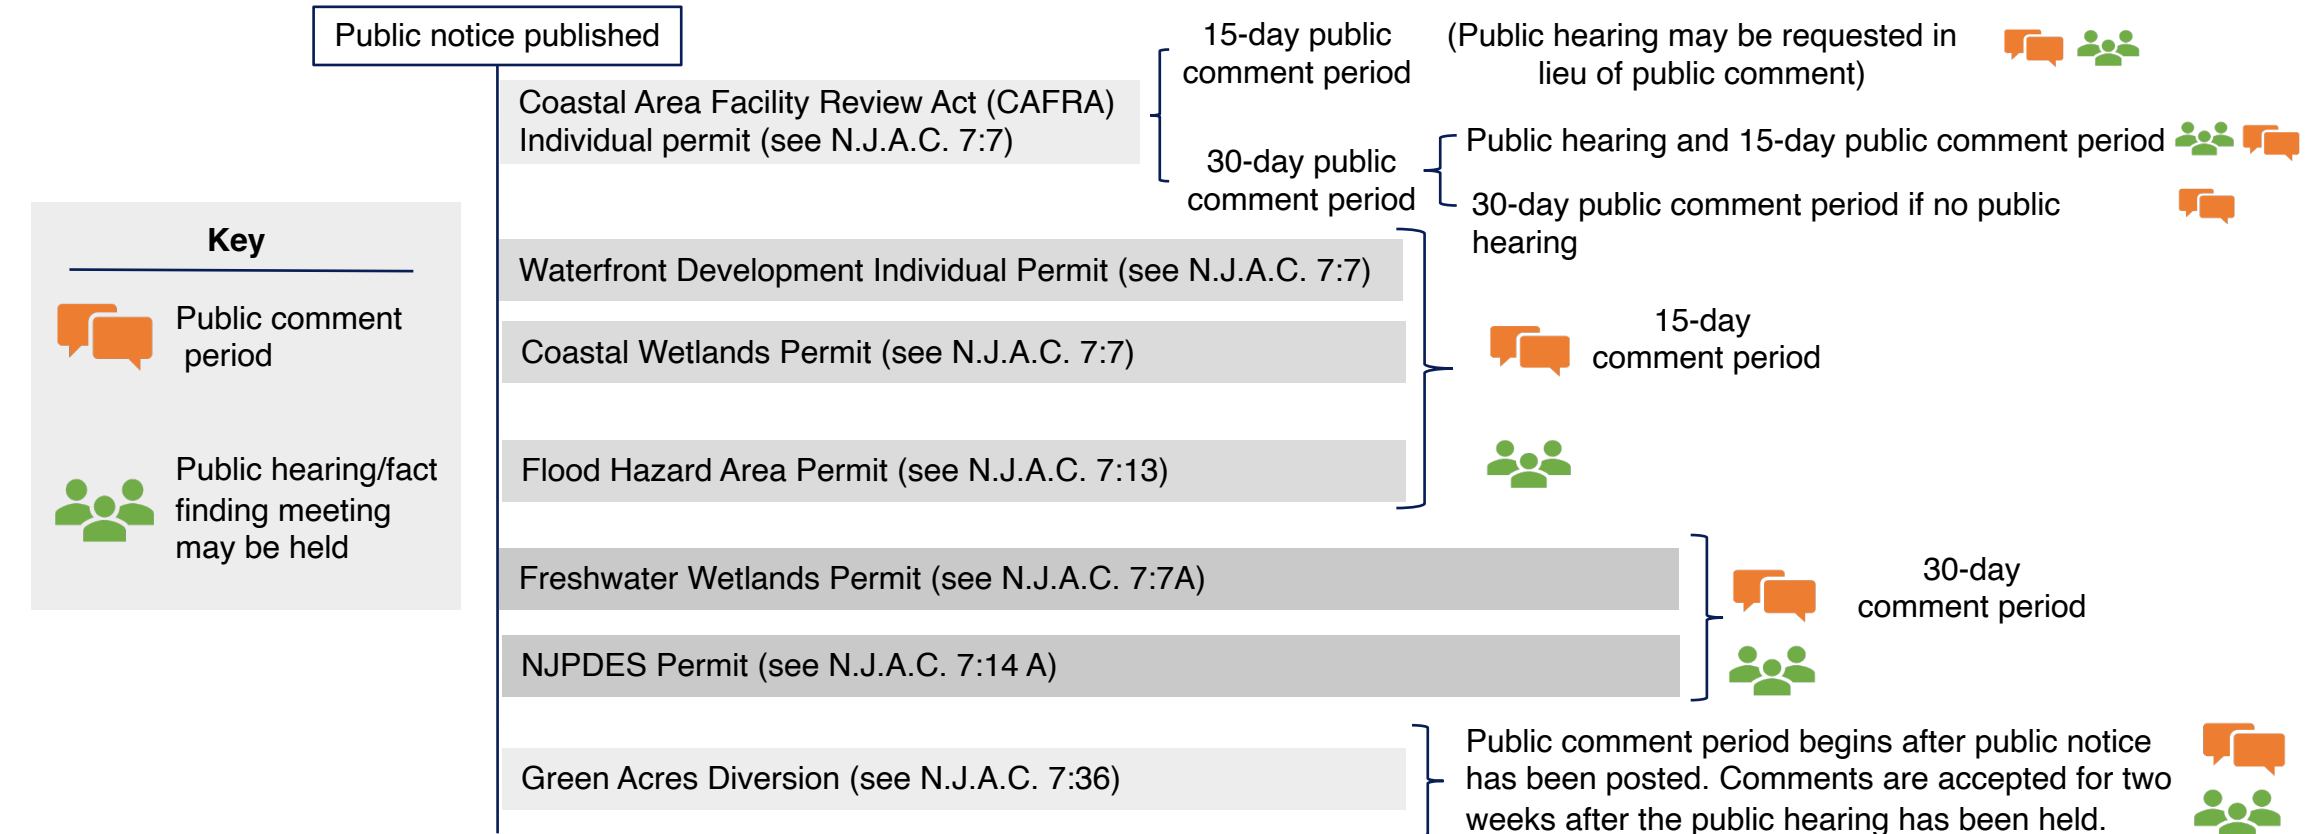 Public notice published
15-day public
comment period
(Public hearing may be requested in
lieu of public comment)
Coastal Area Facility Review Act (CAFRA)
Individual permit (see N.J.A.C. 7:7)
30-day public
comment period
Public hearing and 15-day public comment period
30-day public comment period if no public
hearing
Key
Public comment
period
Public hearing/fact
finding meeting
may be held
Waterfront Development Individual Permit (see N.J.A.C. 7:7)
Coastal Wetlands Permit (see N.J.A.C. 7:7)
Flood Hazard Area Permit (see N.J.A.C. 7:13)
15-day
comment period
Freshwater Wetlands Permit (see N.J.A.C. 7:7A)
NJPDES Permit (see N.J.A.C. 7:14 A)
30-day
comment period
Green Acres Diversion (see N.J.A.C. 7:36)
Public comment period begins after public notice
has been posted. Comments are accepted for two
weeks after the public hearing has been held.